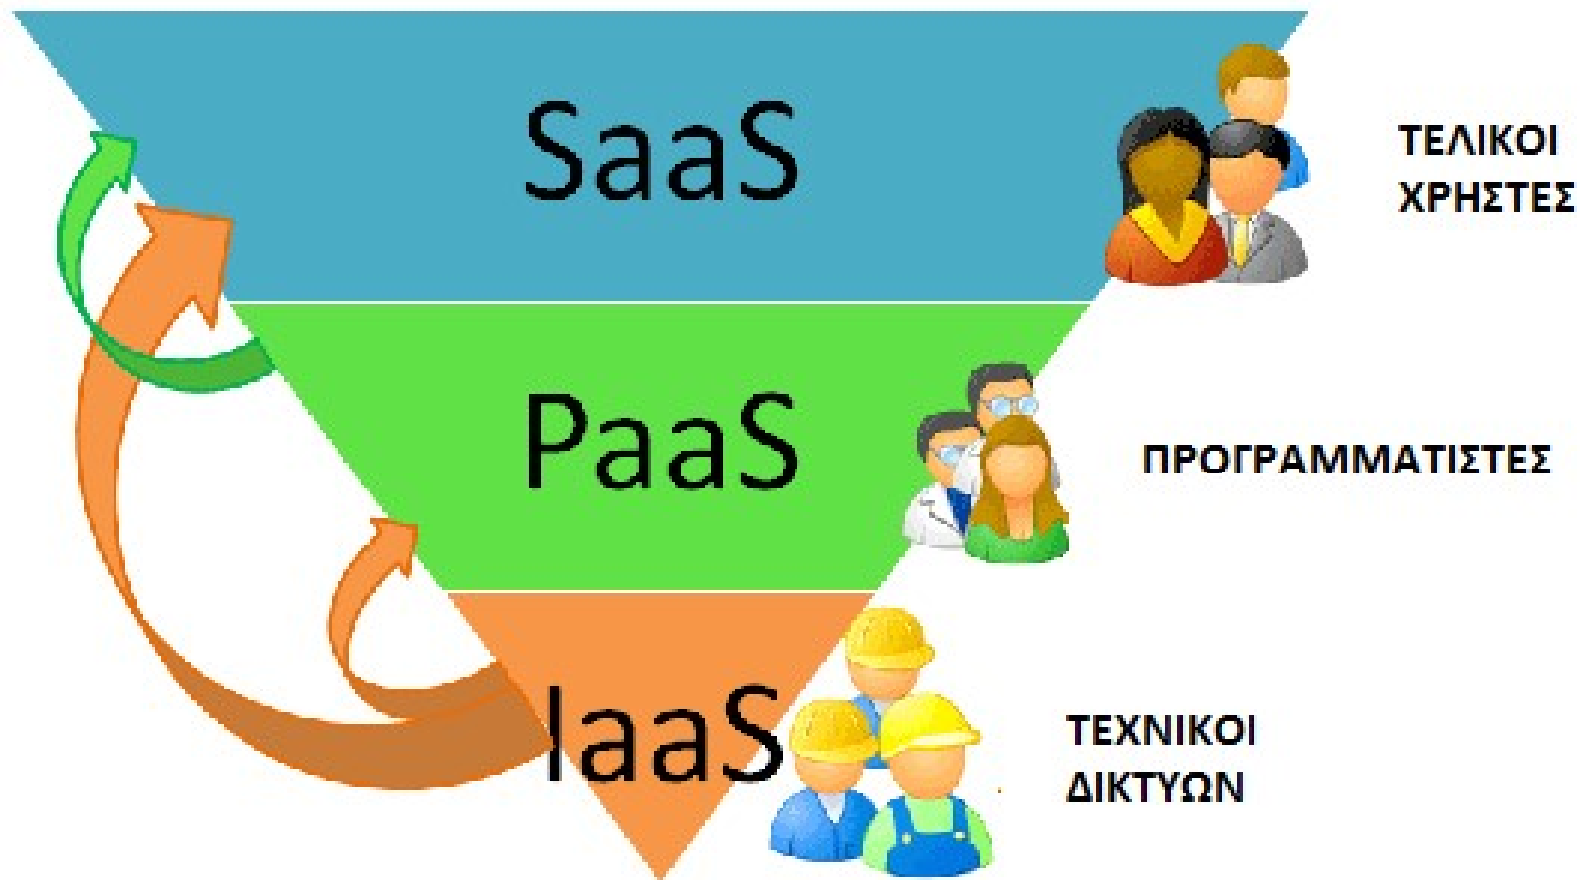 SaaS
ΤΕΛΙΚΟΙ
ΧΡΗΣΤΕΣ
PaaS
ΠΡΟΓΡΑΜΜΑΤΙΣΤΕΣ
IaaS
ΤΕΧΝΙΚΟΙ
ΔΙΚΤΥΩΝ